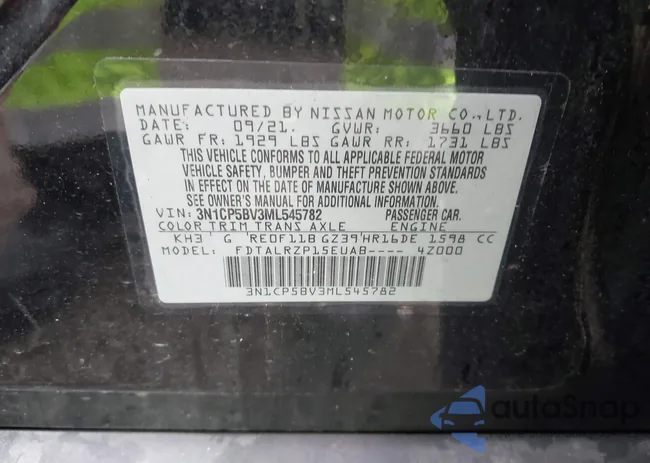 MANUFACTURED BY NISSAN MOTOR CO., LTD.
DATE: 09/21. GVWR: 3660 LBS
GAWR FR: 1929 LBS GAWR RR: 1731 LBS
THIS VEHICLE CONFORMS TO ALL APPLICABLE FEDERAL MOTOR
VEHICLE SAFETY, BUMPER AND THEFT PREVENTION STANDARDS
IN EFFECT ON THE DATE OF MANUFACTURE SHOWN ABOVE.
SEE OWNER'S MANUAL FOR ADDITIONAL INFORMATION.
VIN: 3N1CP5BV3ML545782 PASSENGER CAR.
COLOR TRIM TRANS AXLE ENGINE
KH3 G RE0F11B GZ39 HR16DE 1598 CC
MODEL: FDTALRZP15EUAB---- 4Z000
3N1CP5BV3ML545782
autoSnap